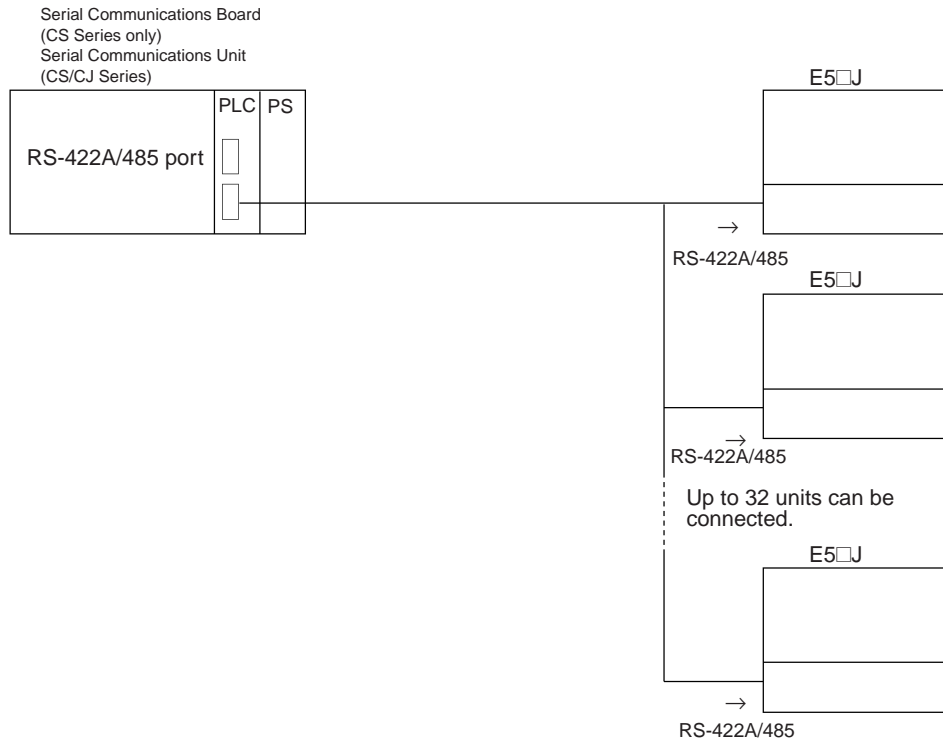 Serial Communications Board
(CS Series only)
Serial Communications Unit
(CS/CJ Series)
PLC PS
RS-422A/485 port
E5□J
→
RS-422A/485
E5□J
→
RS-422A/485
Up to 32 units can be
connected.
E5□J
→
RS-422A/485